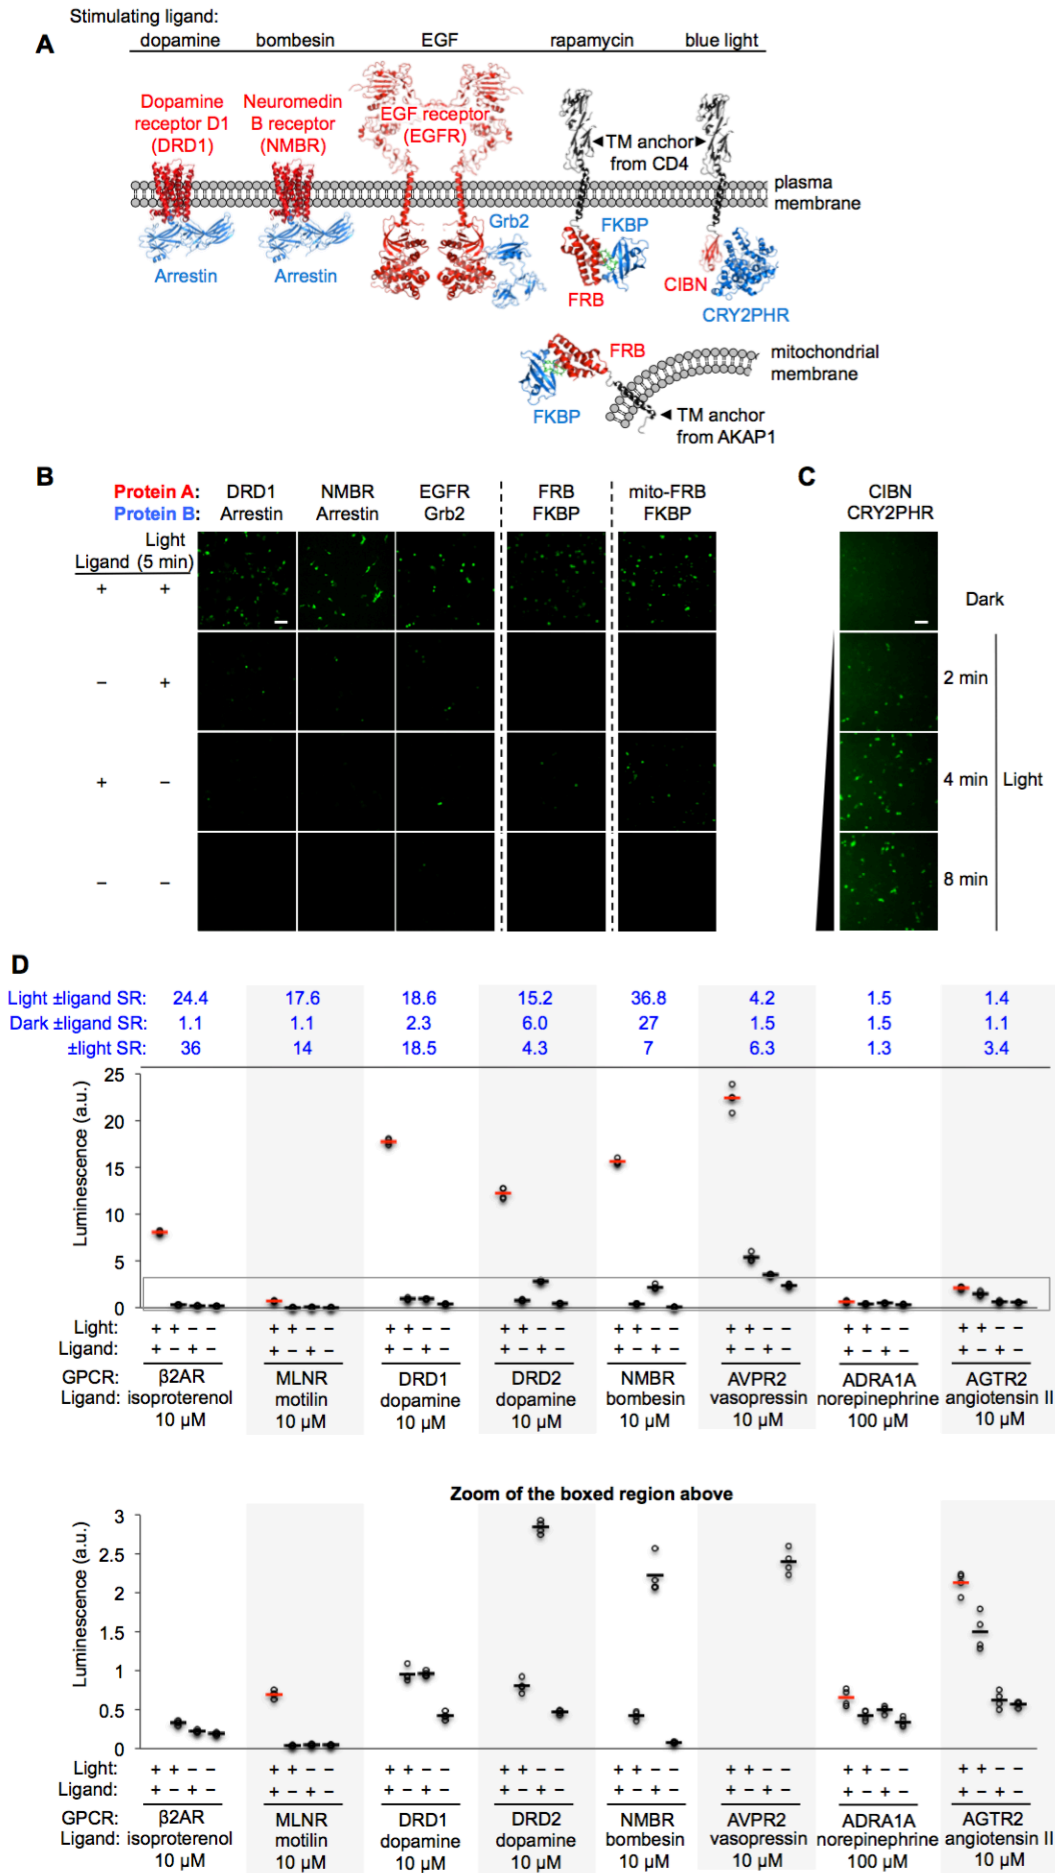 Stimulating ligand:
A
dopamine bombesin EGF rapamycin blue light
Dopamine receptor D1 (DRD1)
Neuromedin B receptor (NMBR)
EGF receptor (EGFR)
TM anchor from CD4
plasma membrane
Grb2
FKBP
Arrestin
Arrestin
FRB
CIBN
CRY2PHR
FRB
mitochondrial membrane
FKBP
TM anchor from AKAP1
B
Protein A: DRD1 NMBR EGFR FRB mito-FRB
Protein B: Arrestin Arrestin Grb2 FKBP FKBP
Light
Ligand (5 min)
+ +
− +
+ −
− −
C
CIBN
CRY2PHR
Dark
2 min
4 min
Light
8 min
D
Light ±ligand SR: 24.4 17.6 18.6 15.2 36.8 4.2 1.5 1.4
Dark ±ligand SR: 1.1 1.1 2.3 6.0 27 1.5 1.5 1.1
±light SR: 36 14 18.5 4.3 7 6.3 1.3 3.4
Luminescence (a.u.)
25
20
15
10
5
0
Light: + + − − + + − − + + − − + + − − + + − − + + − − + + − − + + − −
Ligand: + − + − + − + − + − + − + − + − + − + − + − + − + − + − + − + −
GPCR: β2AR MLNR DRD1 DRD2 NMBR AVPR2 ADRA1A AGTR2
Ligand: isoproterenol motilin dopamine dopamine bombesin vasopressin norepinephrine angiotensin II
10 µM 10 µM 10 µM 10 µM 10 µM 10 µM 100 µM 10 µM
Zoom of the boxed region above
Luminescence (a.u.)
3
2.5
2
1.5
1
0.5
0
Light: + + − − + + − − + + − − + + − − + + − − + + − − + + − − + + − −
Ligand: + − + − + − + − + − + − + − + − + − + − + − + − + − + − + − + −
GPCR: β2AR MLNR DRD1 DRD2 NMBR AVPR2 ADRA1A AGTR2
Ligand: isoproterenol motilin dopamine dopamine bombesin vasopressin norepinephrine angiotensin II
10 µM 10 µM 10 µM 10 µM 10 µM 10 µM 100 µM 10 µM